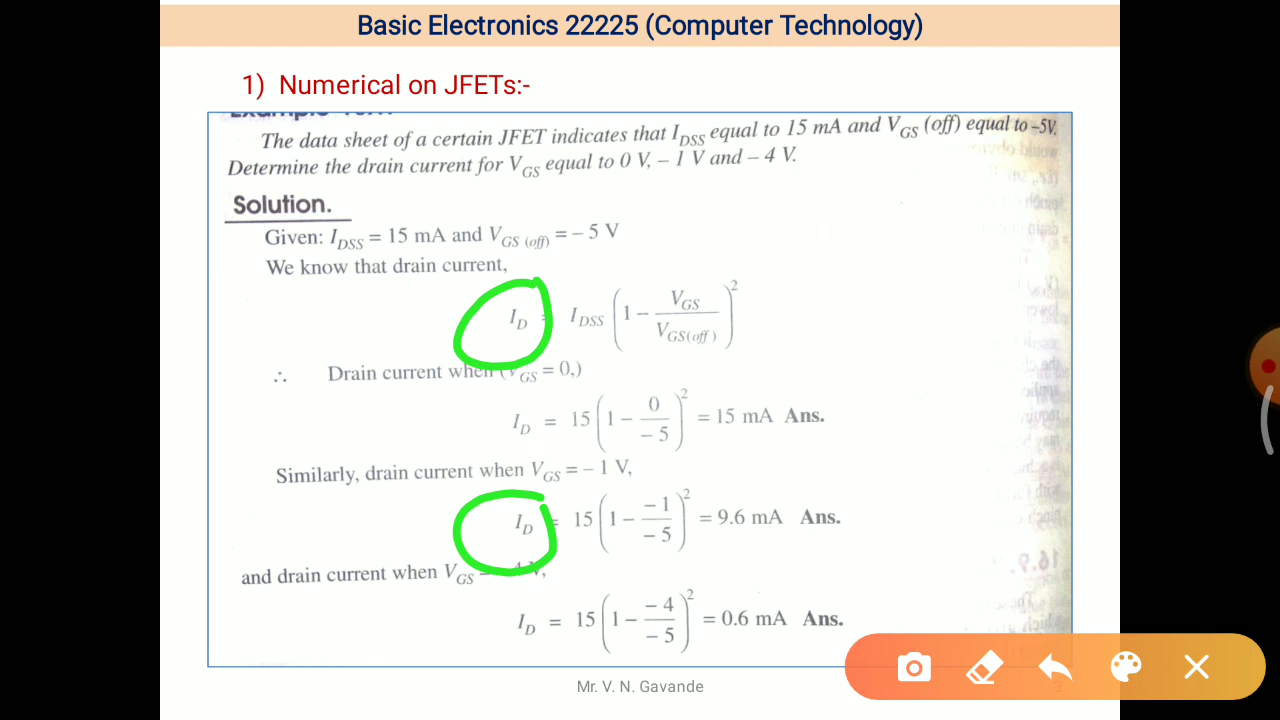 Basic Electronics 22225 (Computer Technology)
1) Numerical on JFETs:-
The data sheet of a certain JFET indicates that I_DSS equal to 15 mA and V_GS (off) equal to –5V.
Determine the drain current for V_GS equal to 0 V, – 1 V and – 4 V.
Solution.
Given: I_DSS = 15 mA and V_GS (off) = – 5 V
We know that drain current,
I_D = I_DSS (1 – V_GS / V_GS(off))²
∴ Drain current when (V_GS = 0,)
I_D = 15 (1 – 0 / – 5)² = 15 mA Ans.
Similarly, drain current when V_GS = – 1 V,
I_D = 15 (1 – – 1 / – 5)² = 9.6 mA Ans.
and drain current when V_GS = – 4 V,
I_D = 15 (1 – – 4 / – 5)² = 0.6 mA Ans.
16.9.
Mr. V. N. Gavande